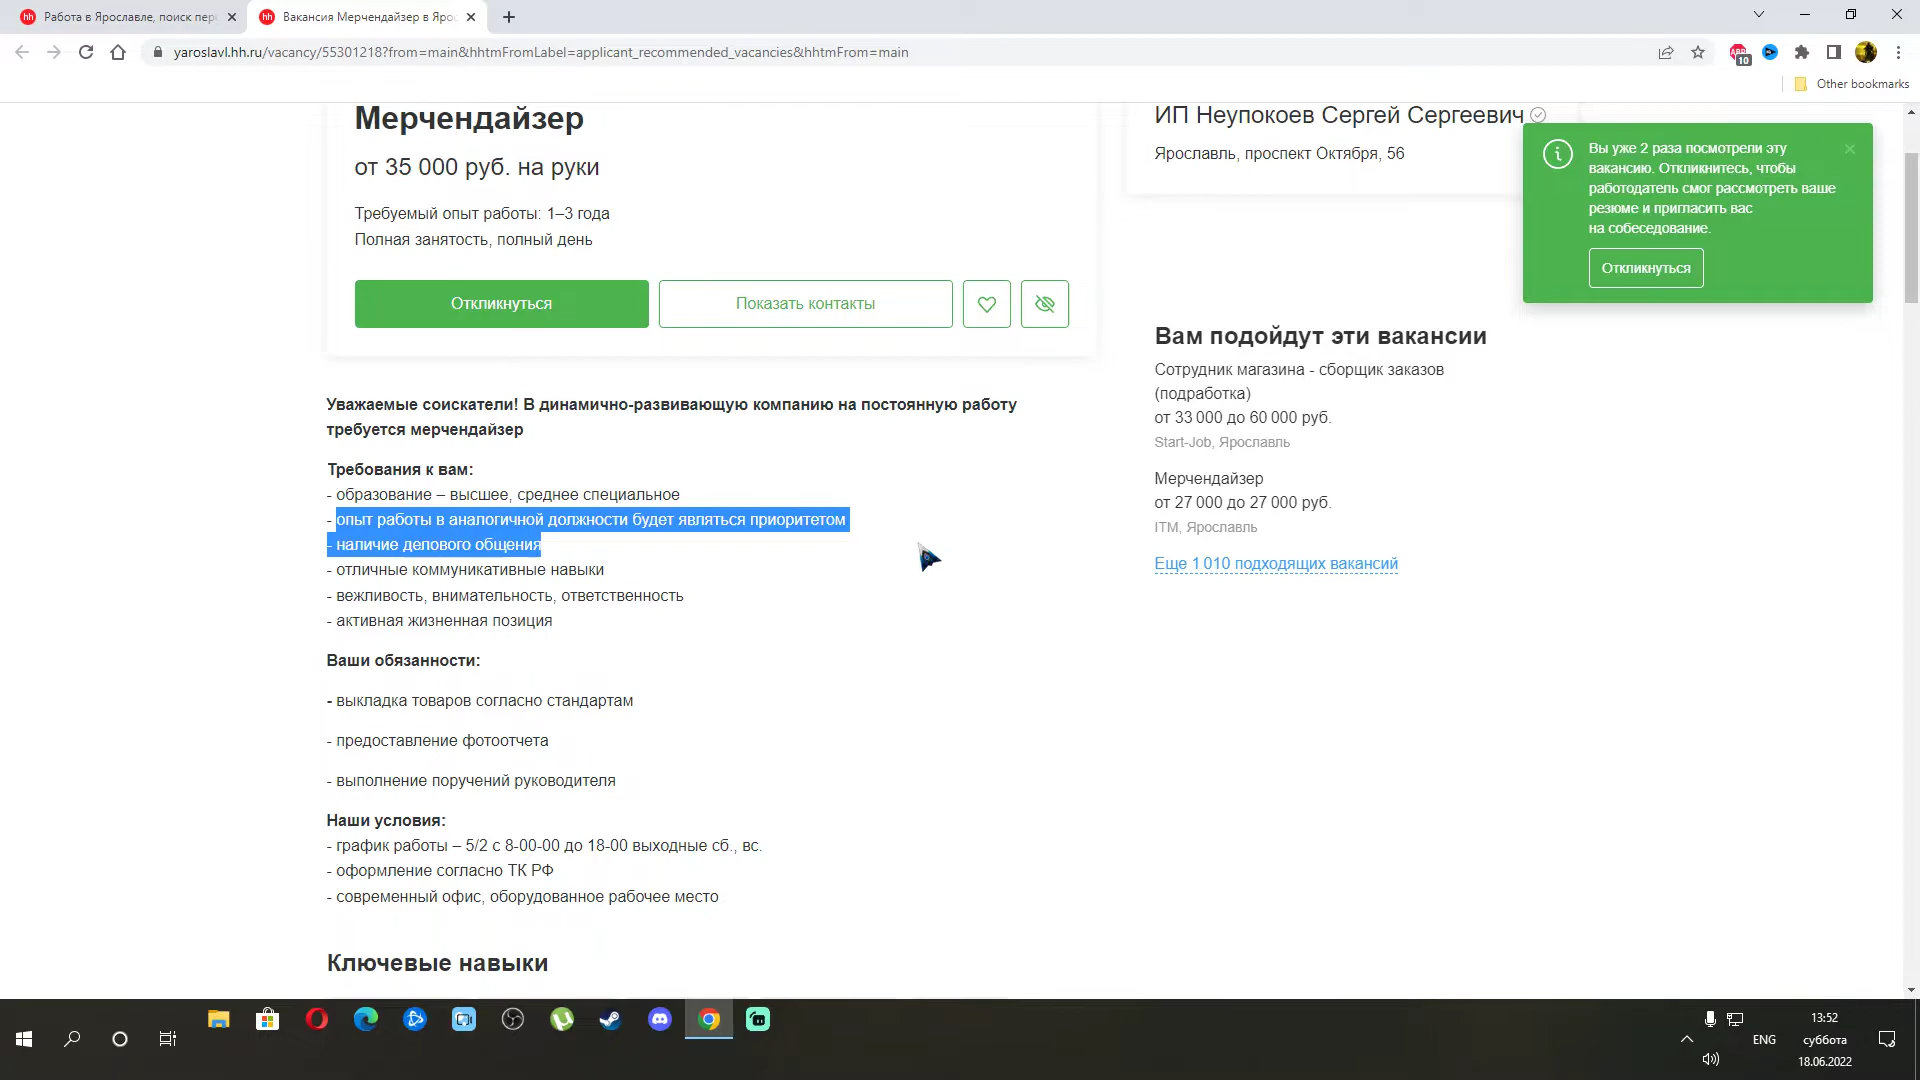 Работа в Ярославле, поиск пер
Вакансия Мерчендайзер в Ярос
yaroslavl.hh.ru/vacancy/55301218?from=main&hhtmFromLabel=applicant_recommended_vacancies&hhtmFrom=main
10
Other bookmarks
Мерчендайзер
от 35 000 руб. на руки
Требуемый опыт работы: 1–3 года
Полная занятость, полный день
Откликнуться
Показать контакты
ИП Неупокоев Сергей Сергеевич
Ярославль, проспект Октября, 56
Вы уже 2 раза посмотрели эту
вакансию. Откликнитесь, чтобы
работодатель смог рассмотреть ваше
резюме и пригласить вас
на собеседование.
Откликнуться
Уважаемые соискатели! В динамично-развивающую компанию на постоянную работу
требуется мерчендайзер
Требования к вам:
- образование – высшее, среднее специальное
- опыт работы в аналогичной должности будет являться приоритетом
- наличие делового общения
- отличные коммуникативные навыки
- вежливость, внимательность, ответственность
- активная жизненная позиция
Ваши обязанности:
- выкладка товаров согласно стандартам
- предоставление фотоотчета
- выполнение поручений руководителя
Наши условия:
- график работы – 5/2 с 8-00-00 до 18-00 выходные сб., вс.
- оформление согласно ТК РФ
- современный офис, оборудованное рабочее место
Ключевые навыки
Вам подойдут эти вакансии
Сотрудник магазина - сборщик заказов
(подработка)
от 33 000 до 60 000 руб.
Start-Job, Ярославль
Мерчендайзер
от 27 000 до 27 000 руб.
ITM, Ярославль
Еще 1 010 подходящих вакансий
ENG
13:52
суббота
18.06.2022